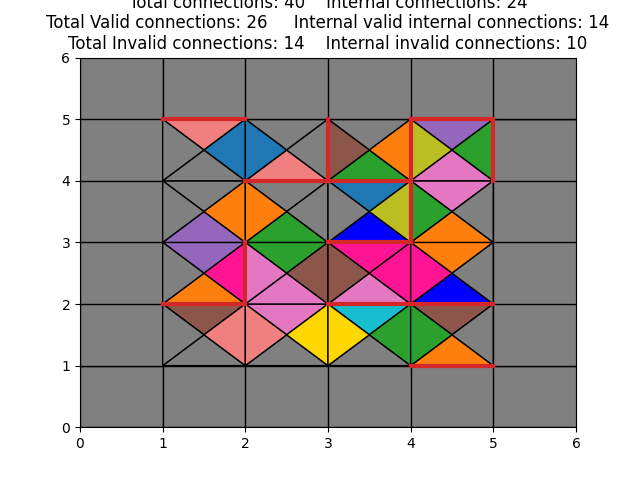 Total connections: 40    Internal connections: 24
Total Valid connections: 26    Internal valid internal connections: 14
Total Invalid connections: 14    Internal invalid connections: 10
6
5
4
3
2
1
0
0 1 2 3 4 5 6